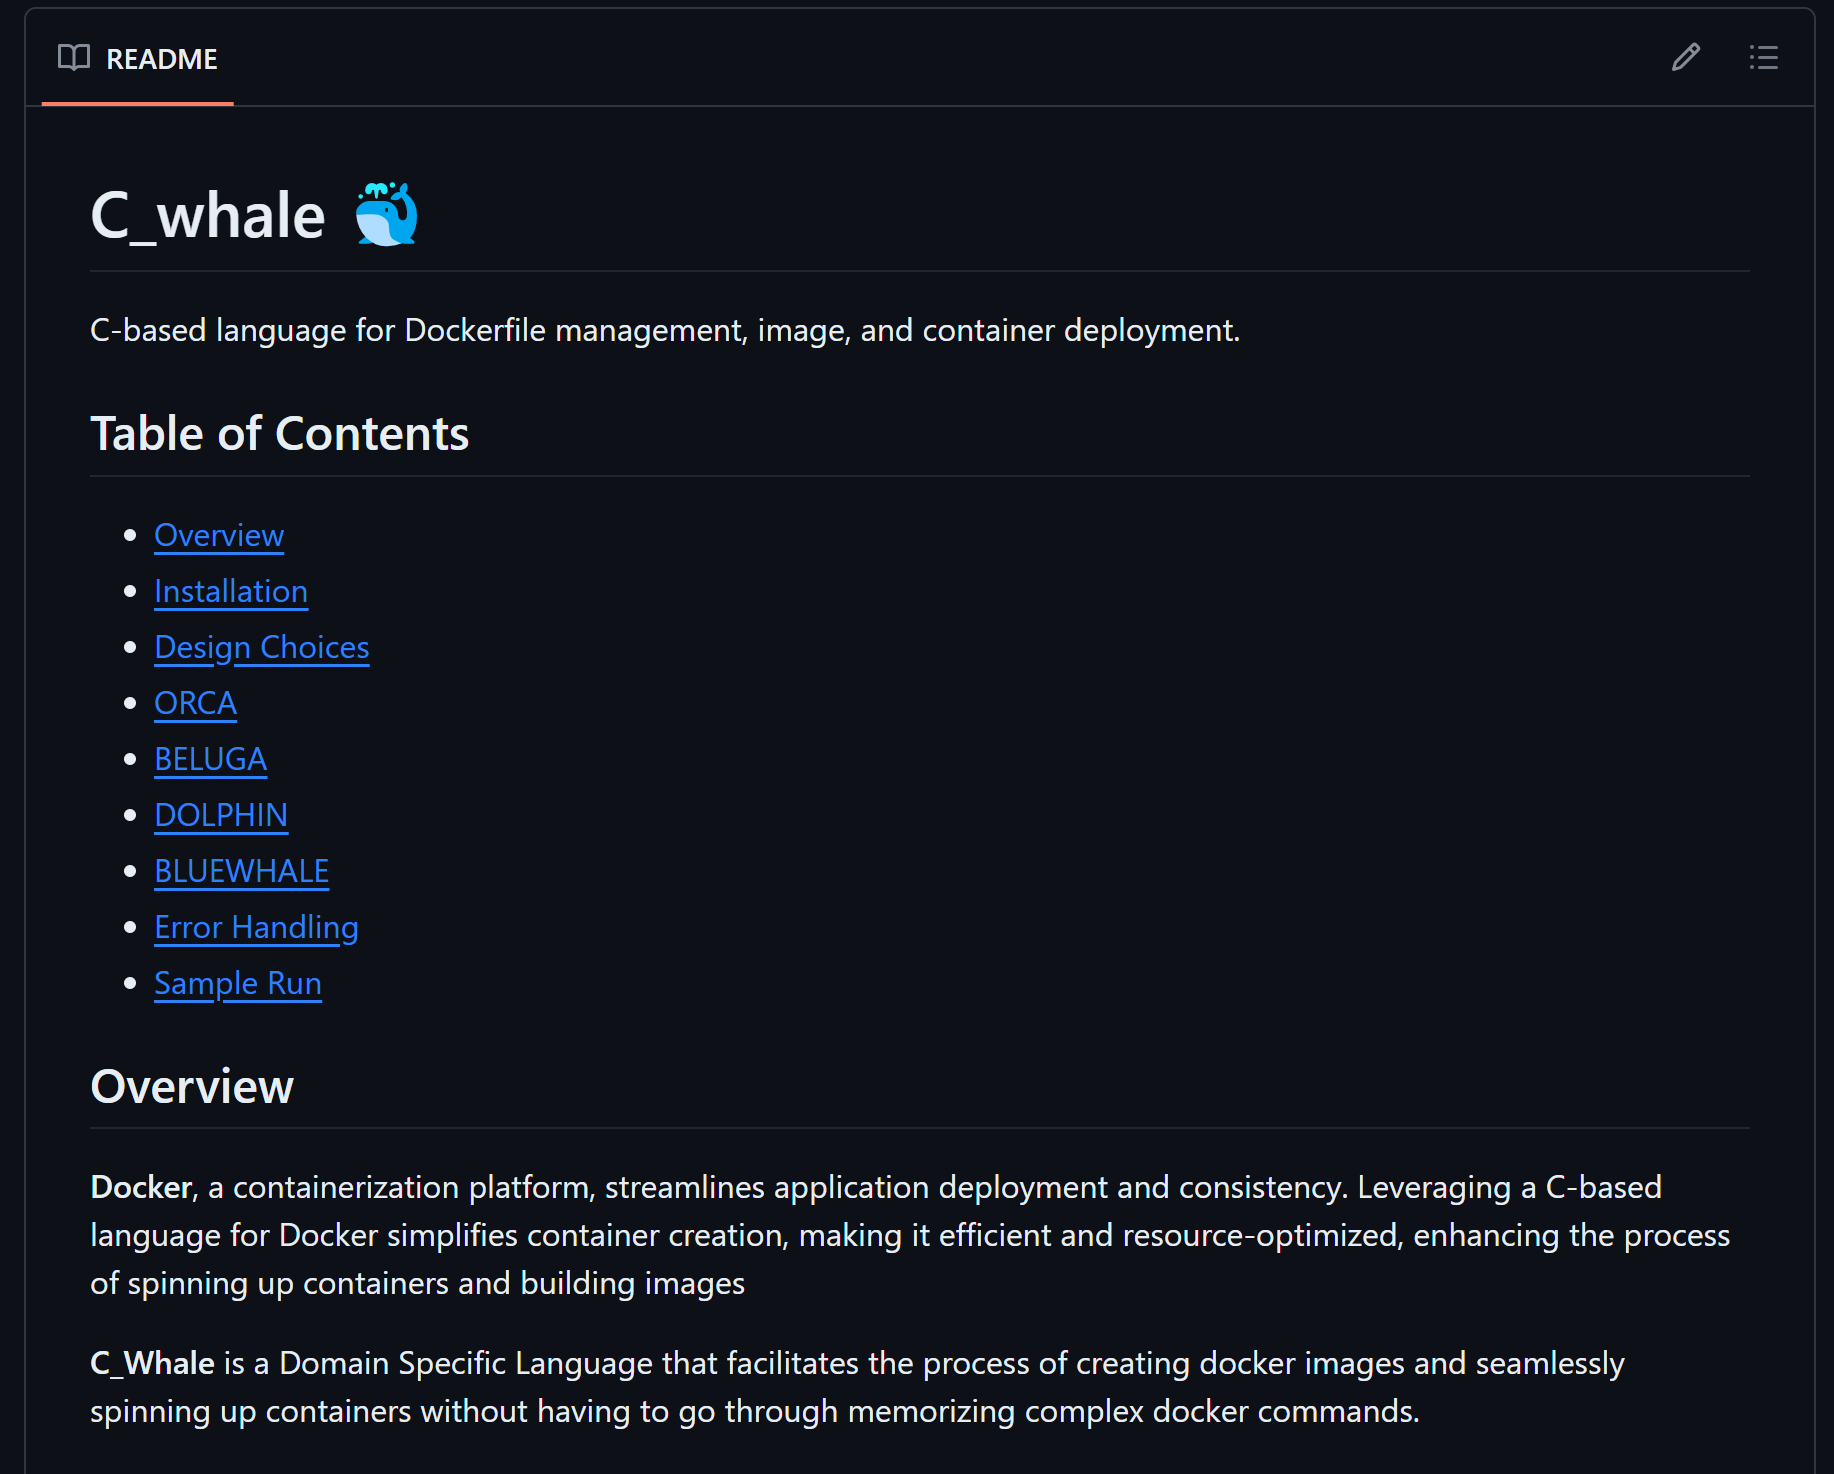 README
C_whale
C-based language for Dockerfile management, image, and container deployment.
Table of Contents
Overview
Installation
Design Choices
ORCA
BELUGA
DOLPHIN
BLUEWHALE
Error Handling
Sample Run
Overview
Docker, a containerization platform, streamlines application deployment and consistency. Leveraging a C-based
language for Docker simplifies container creation, making it efficient and resource-optimized, enhancing the process
of spinning up containers and building images
C_Whale is a Domain Specific Language that facilitates the process of creating docker images and seamlessly
spinning up containers without having to go through memorizing complex docker commands.